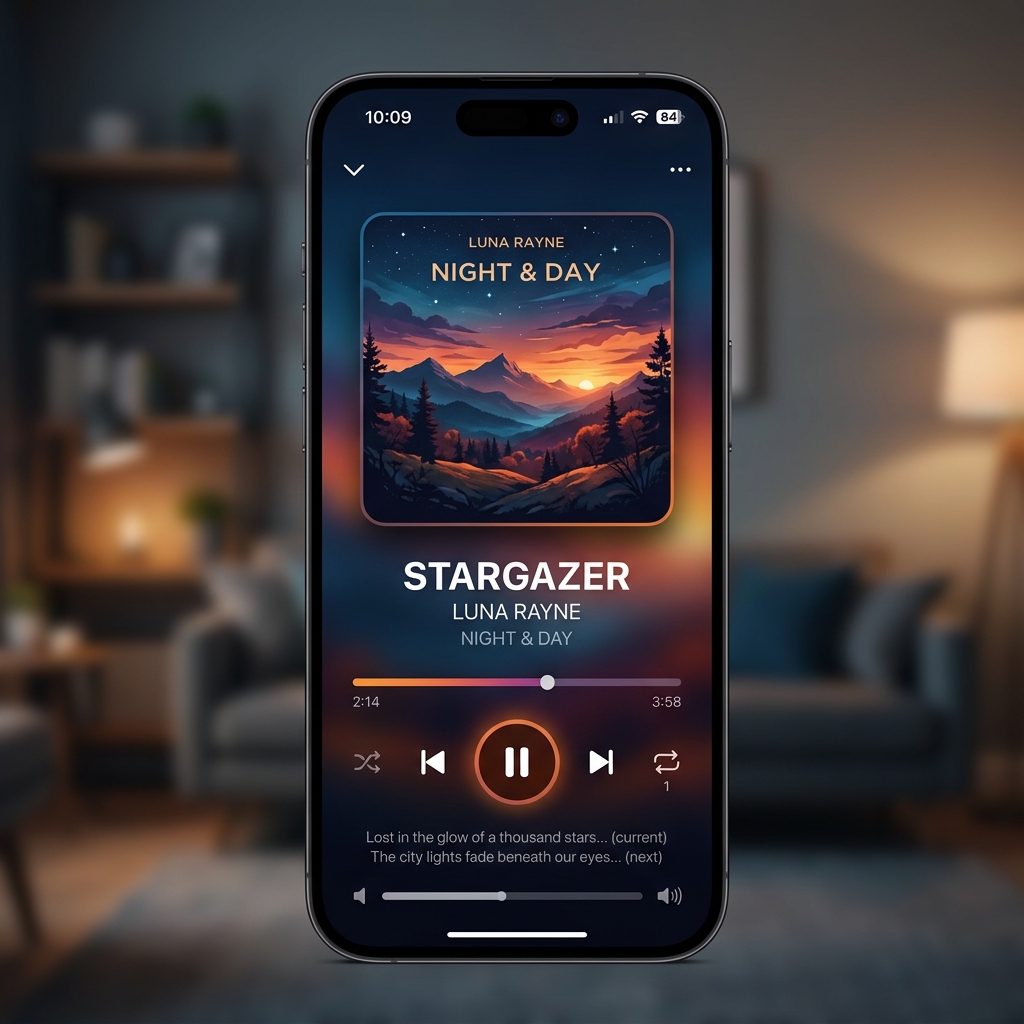 10:09
84
LUNA RAYNE
NIGHT & DAY
STARGAZER
LUNA RAYNE
NIGHT & DAY
2:14 3:58
1
Lost in the glow of a thousand stars... (current)
The city lights fade beneath our eyes... (next)